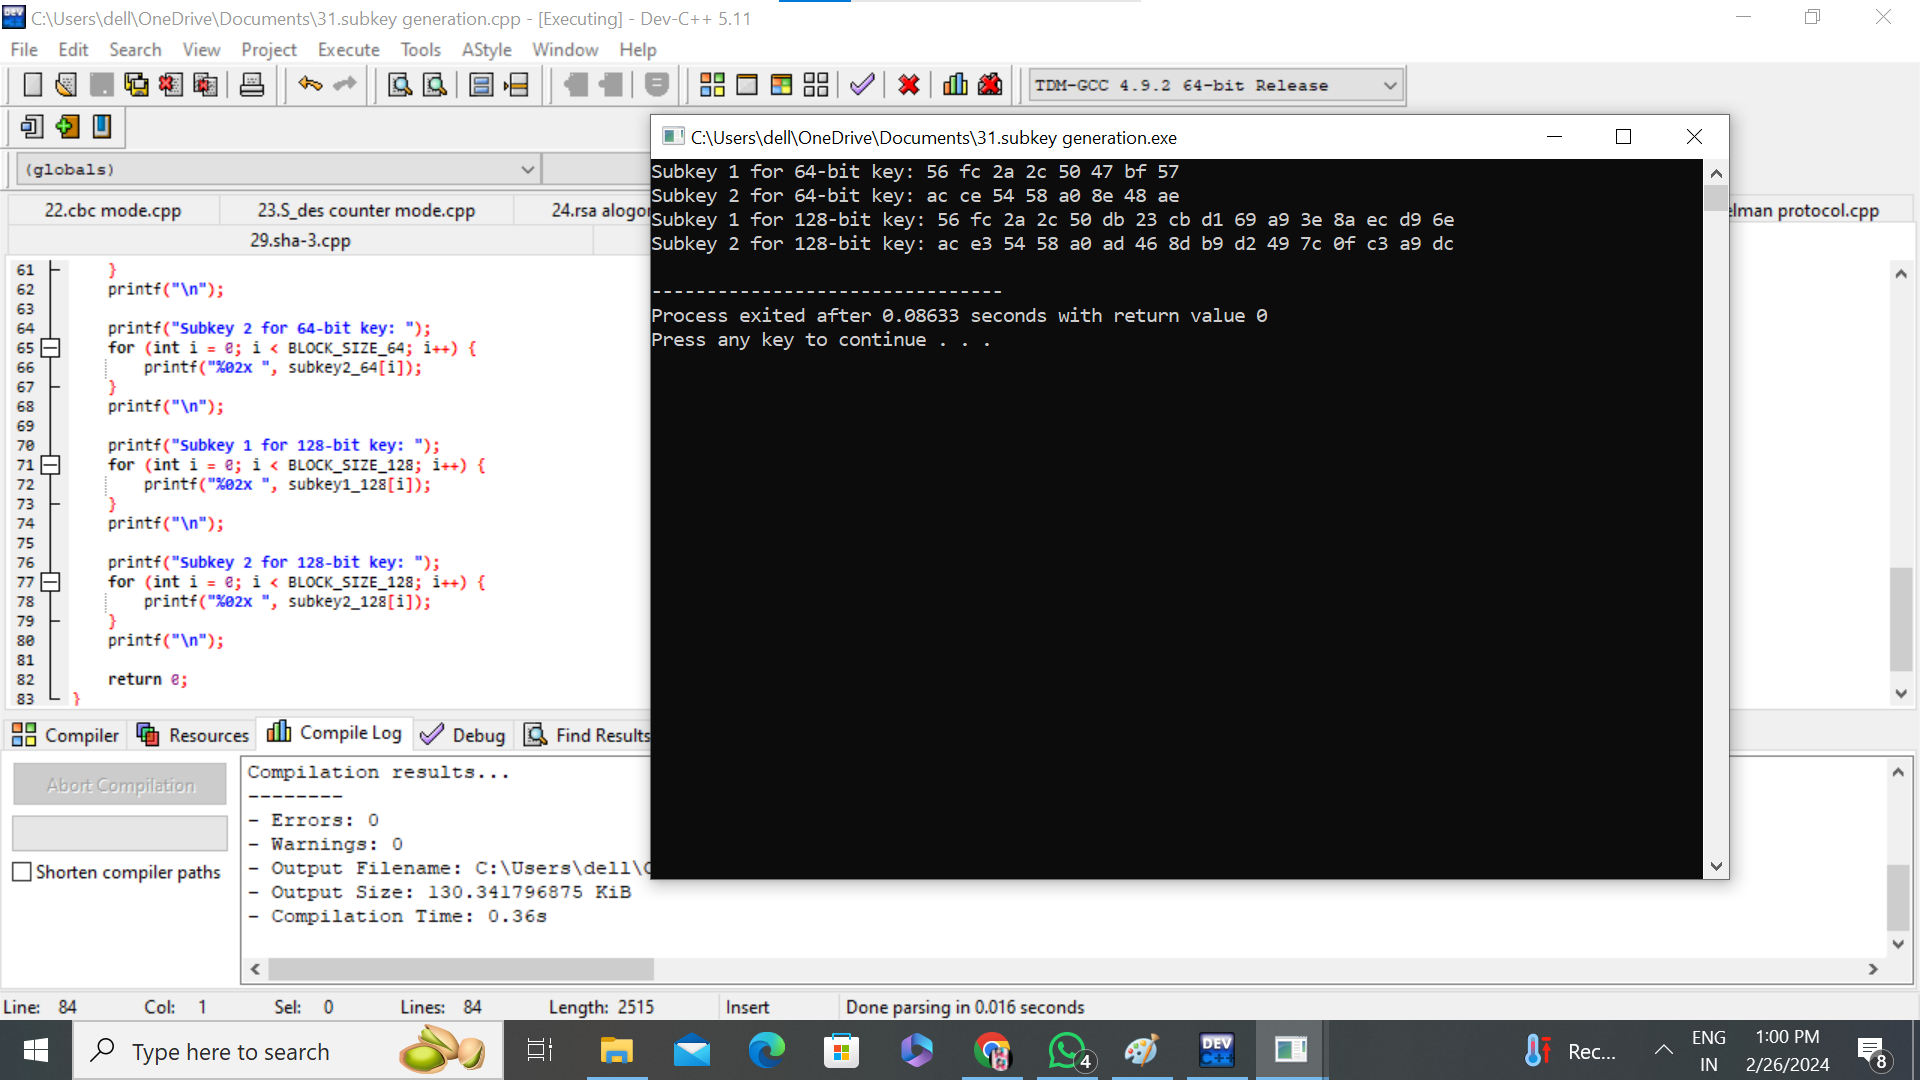 C:\Users\dell\OneDrive\Documents\31.subkey generation.cpp - [Executing] - Dev-C++ 5.11
File Edit Search View Project Execute Tools AStyle Window Help
TDM-GCC 4.9.2 64-bit Release
(globals)
22.cbc mode.cpp 23.S_des counter mode.cpp 24.rsa alogor elman protocol.cpp
29.sha-3.cpp
61 }
62 printf("\n");
63
64 printf("Subkey 2 for 64-bit key: ");
65 for (int i = 0; i < BLOCK_SIZE_64; i++) {
66 printf("%02x ", subkey2_64[i]);
67 }
68 printf("\n");
69
70 printf("Subkey 1 for 128-bit key: ");
71 for (int i = 0; i < BLOCK_SIZE_128; i++) {
72 printf("%02x ", subkey1_128[i]);
73 }
74 printf("\n");
75
76 printf("Subkey 2 for 128-bit key: ");
77 for (int i = 0; i < BLOCK_SIZE_128; i++) {
78 printf("%02x ", subkey2_128[i]);
79 }
80 printf("\n");
81
82 return 0;
83 }
C:\Users\dell\OneDrive\Documents\31.subkey generation.exe
Subkey 1 for 64-bit key: 56 fc 2a 2c 50 47 bf 57
Subkey 2 for 64-bit key: ac ce 54 58 a0 8e 48 ae
Subkey 1 for 128-bit key: 56 fc 2a 2c 50 db 23 cb d1 69 a9 3e 8a ec d9 6e
Subkey 2 for 128-bit key: ac e3 54 58 a0 ad 46 8d b9 d2 49 7c 0f c3 a9 dc
--------------------------------
Process exited after 0.08633 seconds with return value 0
Press any key to continue . . .
Compiler Resources Compile Log Debug Find Results
Abort Compilation
Shorten compiler paths
Compilation results...
--------
- Errors: 0
- Warnings: 0
- Output Filename: C:\Users\dell\O
- Output Size: 130.341796875 KiB
- Compilation Time: 0.36s
Line: 84 Col: 1 Sel: 0 Lines: 84 Length: 2515 Insert Done parsing in 0.016 seconds
Type here to search
DEV
C++
4
Rec...
ENG
IN
1:00 PM
2/26/2024
8